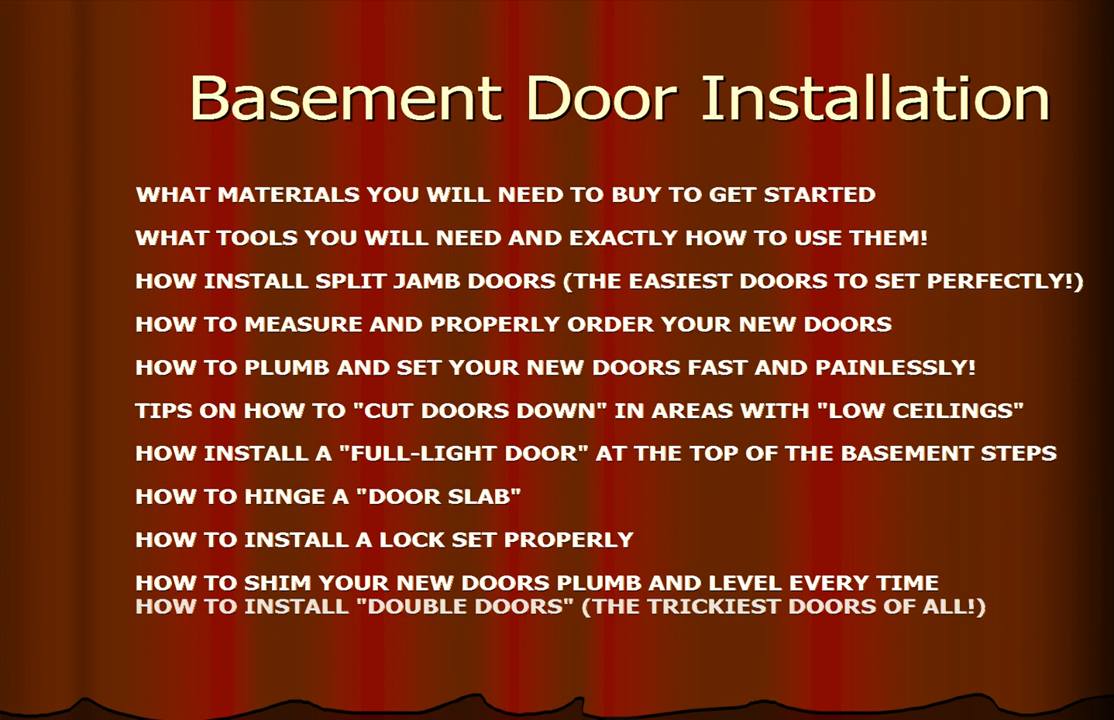 Basement Door Installation
WHAT MATERIALS YOU WILL NEED TO BUY TO GET STARTED
WHAT TOOLS YOU WILL NEED AND EXACTLY HOW TO USE THEM!
HOW INSTALL SPLIT JAMB DOORS (THE EASIEST DOORS TO SET PERFECTLY!)
HOW TO MEASURE AND PROPERLY ORDER YOUR NEW DOORS
HOW TO PLUMB AND SET YOUR NEW DOORS FAST AND PAINLESSLY!
TIPS ON HOW TO "CUT DOORS DOWN" IN AREAS WITH "LOW CEILINGS"
HOW INSTALL A "FULL-LIGHT DOOR" AT THE TOP OF THE BASEMENT STEPS
HOW TO HINGE A "DOOR SLAB"
HOW TO INSTALL A LOCK SET PROPERLY
HOW TO SHIM YOUR NEW DOORS PLUMB AND LEVEL EVERY TIME
HOW TO INSTALL "DOUBLE DOORS" (THE TRICKIEST DOORS OF ALL!)